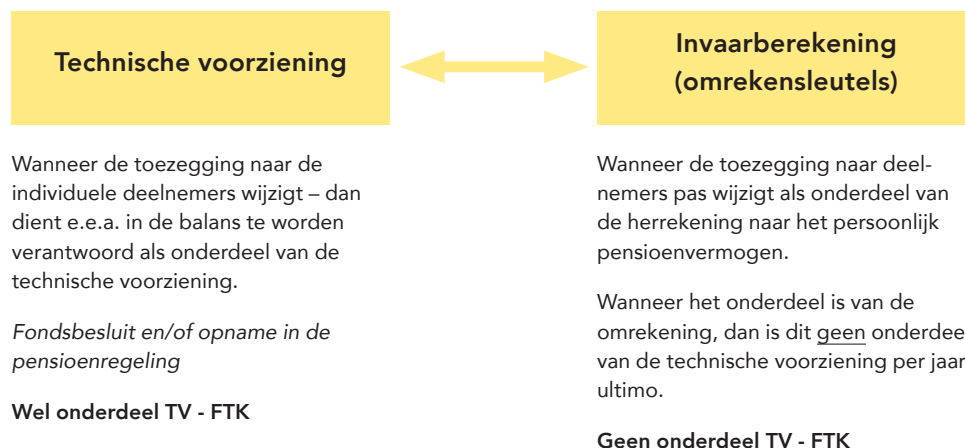 Technische voorziening
Wanneer de toezegging naar de
individuele deelnemers wijzigt – dan
dient e.e.a. in de balans te worden
verantwoord als onderdeel van de
technische voorziening.
Fondsbesluit en/of opname in de
pensioenregeling
Wel onderdeel TV - FTK
Invaarberekening
(omrekensleutels)
Wanneer de toezegging naar deel-
nemers pas wijzigt als onderdeel van
de herrekening naar het persoonlijk
pensioenvermogen.
Wanneer het onderdeel is van de
omrekening, dan is dit geen onderdee
van de technische voorziening per jaar
ultimo.
Geen onderdeel TV - FTK